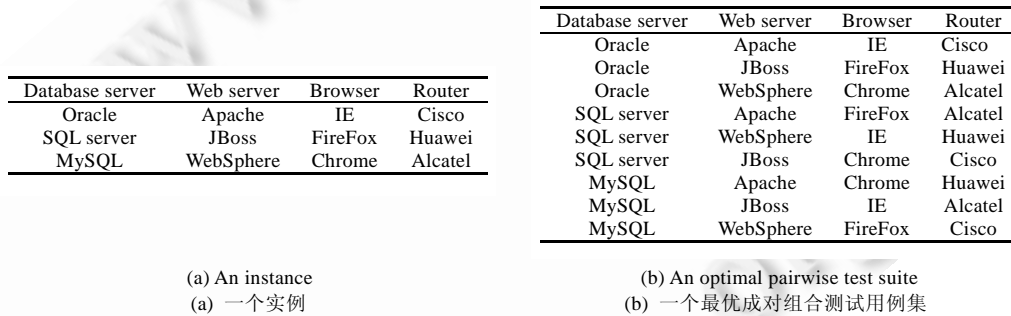 Database server Web server Browser Router
Oracle Apache IE Cisco
SQL server JBoss FireFox Huawei
MySQL WebSphere Chrome Alcatel
(a) An instance
(a) 一个实例
Database server Web server Browser Router
Oracle Apache IE Cisco
Oracle JBoss FireFox Huawei
Oracle WebSphere Chrome Alcatel
SQL server Apache FireFox Alcatel
SQL server WebSphere IE Huawei
SQL server JBoss Chrome Cisco
MySQL Apache Chrome Huawei
MySQL JBoss IE Alcatel
MySQL WebSphere FireFox Cisco
(b) An optimal pairwise test suite
(b) 一个最优成对组合测试用例集